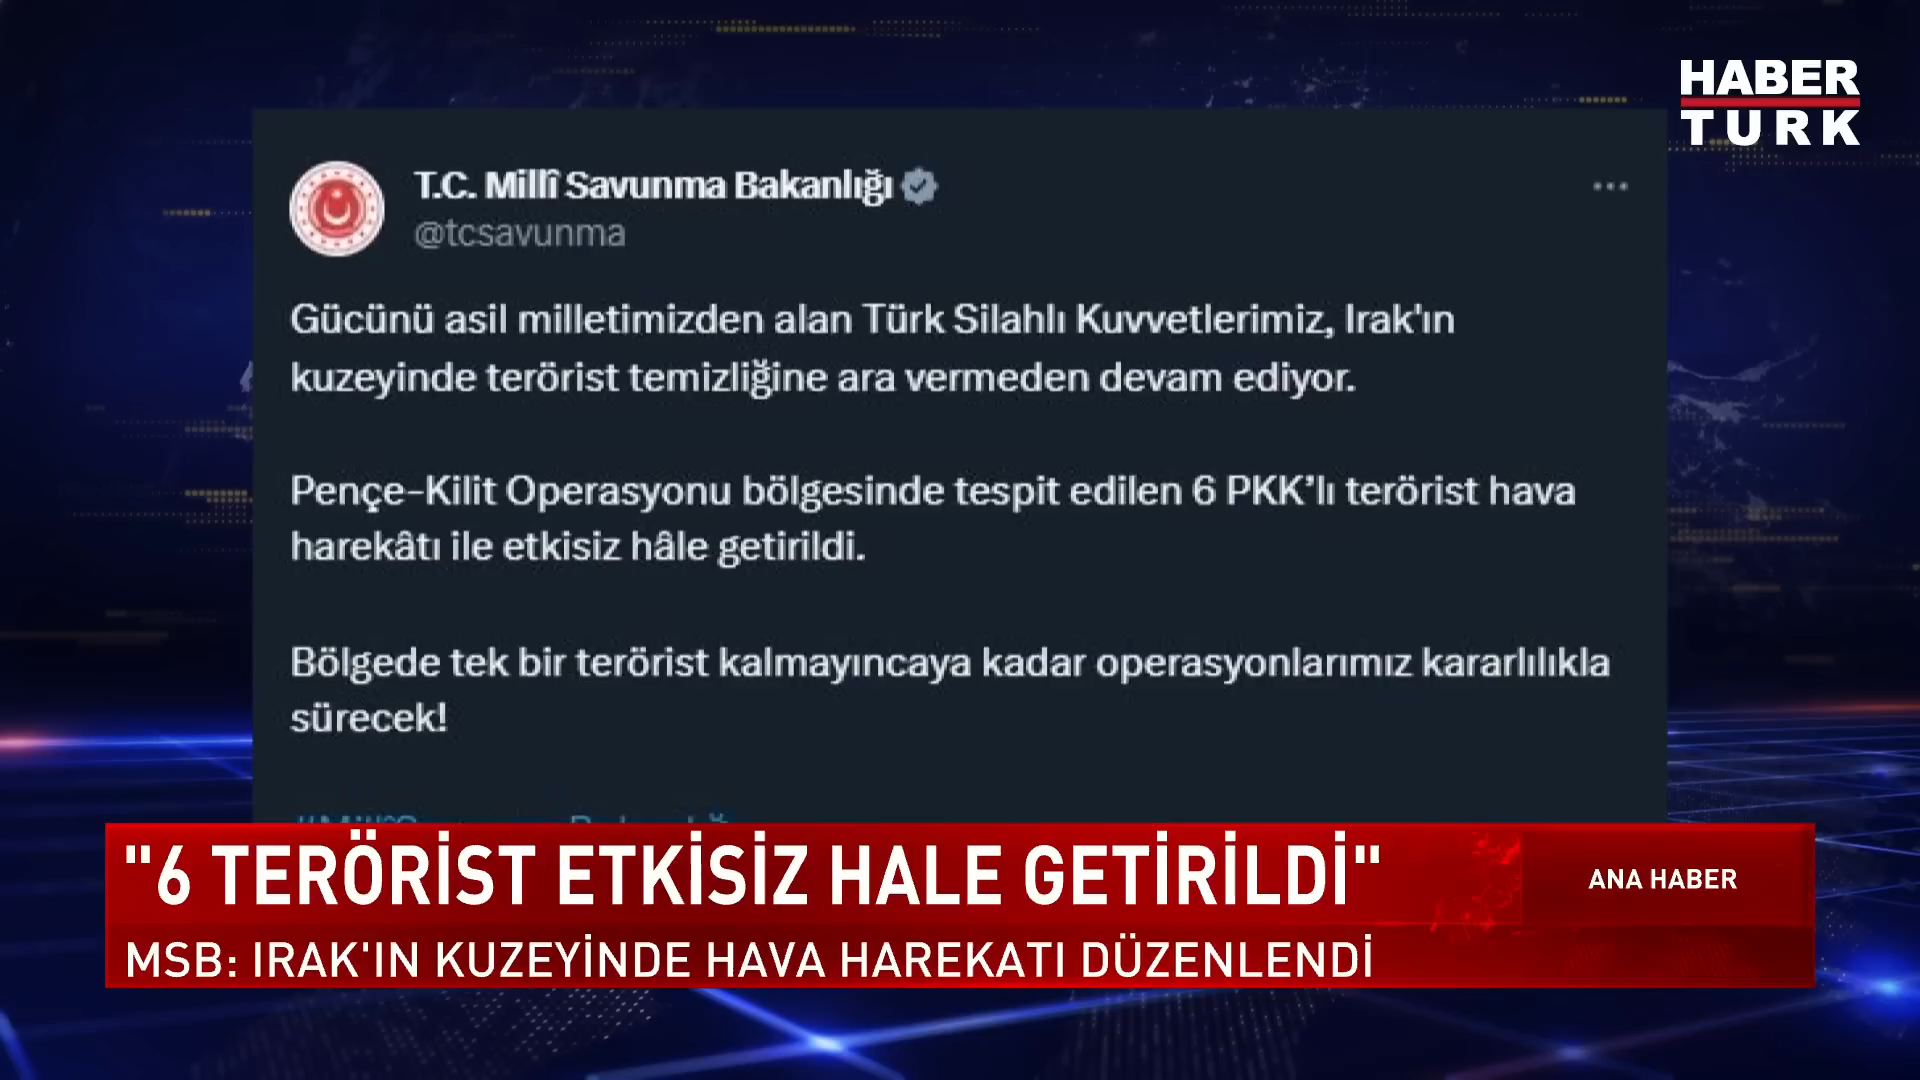 HABER
TURK
T.C. Millî Savunma Bakanlığı
@tcsavunma
Gücünü asil milletimizden alan Türk Silahlı Kuvvetlerimiz, Irak'ın
kuzeyinde terörist temizliğine ara vermeden devam ediyor.
Pençe-Kilit Operasyonu bölgesinde tespit edilen 6 PKK’lı terörist hava
harekâtı ile etkisiz hâle getirildi.
Bölgede tek bir terörist kalmayıncaya kadar operasyonlarımız kararlılıkla
sürecek!
"6 TERÖRİST ETKİSİZ HALE GETİRİLDİ"
ANA HABER
MSB: IRAK'IN KUZEYİNDE HAVA HAREKATI DÜZENLENDİ